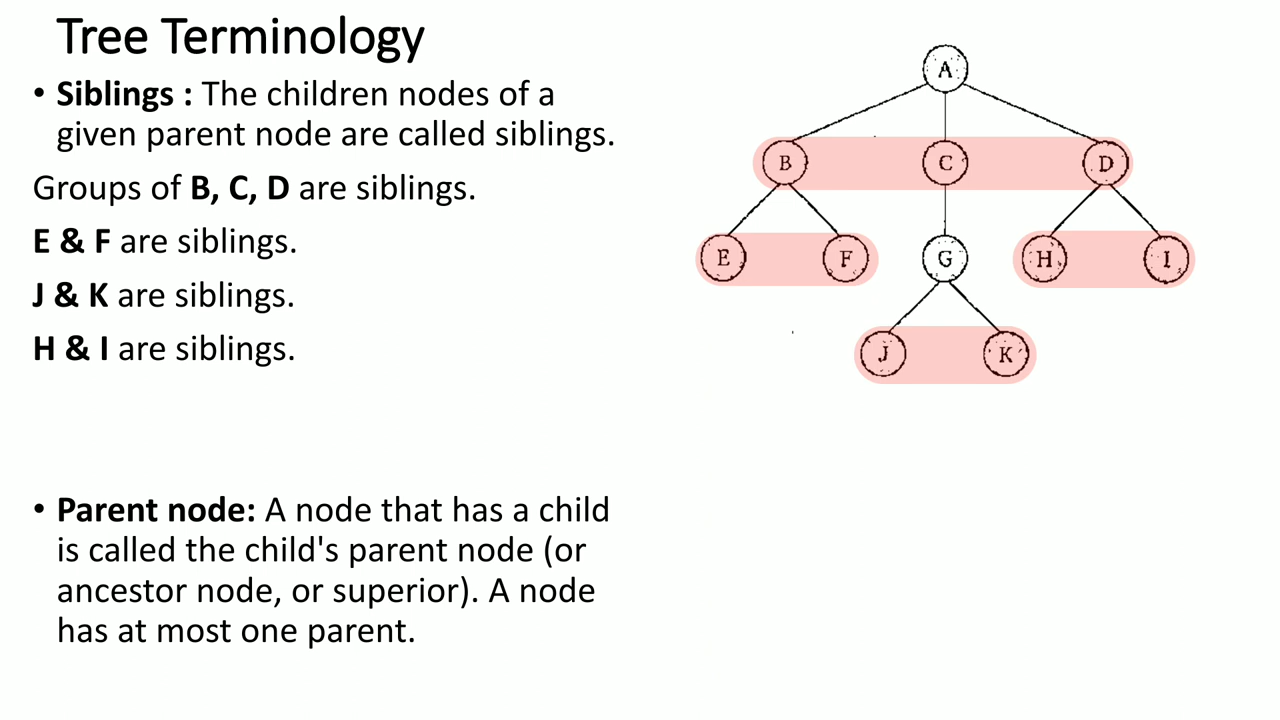 Tree Terminology
• Siblings : The children nodes of a
given parent node are called siblings.
Groups of B, C, D are siblings.
E & F are siblings.
J & K are siblings.
H & I are siblings.
• Parent node: A node that has a child
is called the child's parent node (or
ancestor node, or superior). A node
has at most one parent.
A
B C D
E F G H I
J K